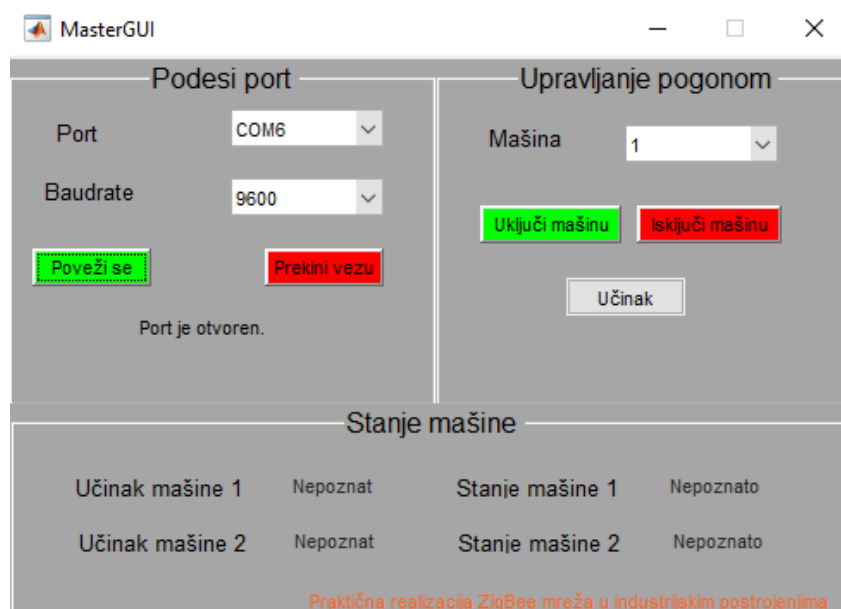 MasterGUI
Podesi port
Port
COM6
Baudrate
9600
Poveži se
Prekini vezu
Port je otvoren.
Upravljanje pogonom
Mašina
1
Uključi mašinu
Isključi mašinu
Učinak
Stanje mašine
Učinak mašine 1
Nepoznat
Stanje mašine 1
Nepoznato
Učinak mašine 2
Nepoznat
Stanje mašine 2
Nepoznato
Praktična realizacija ZigBee mreža u industrijskim postrojenjima